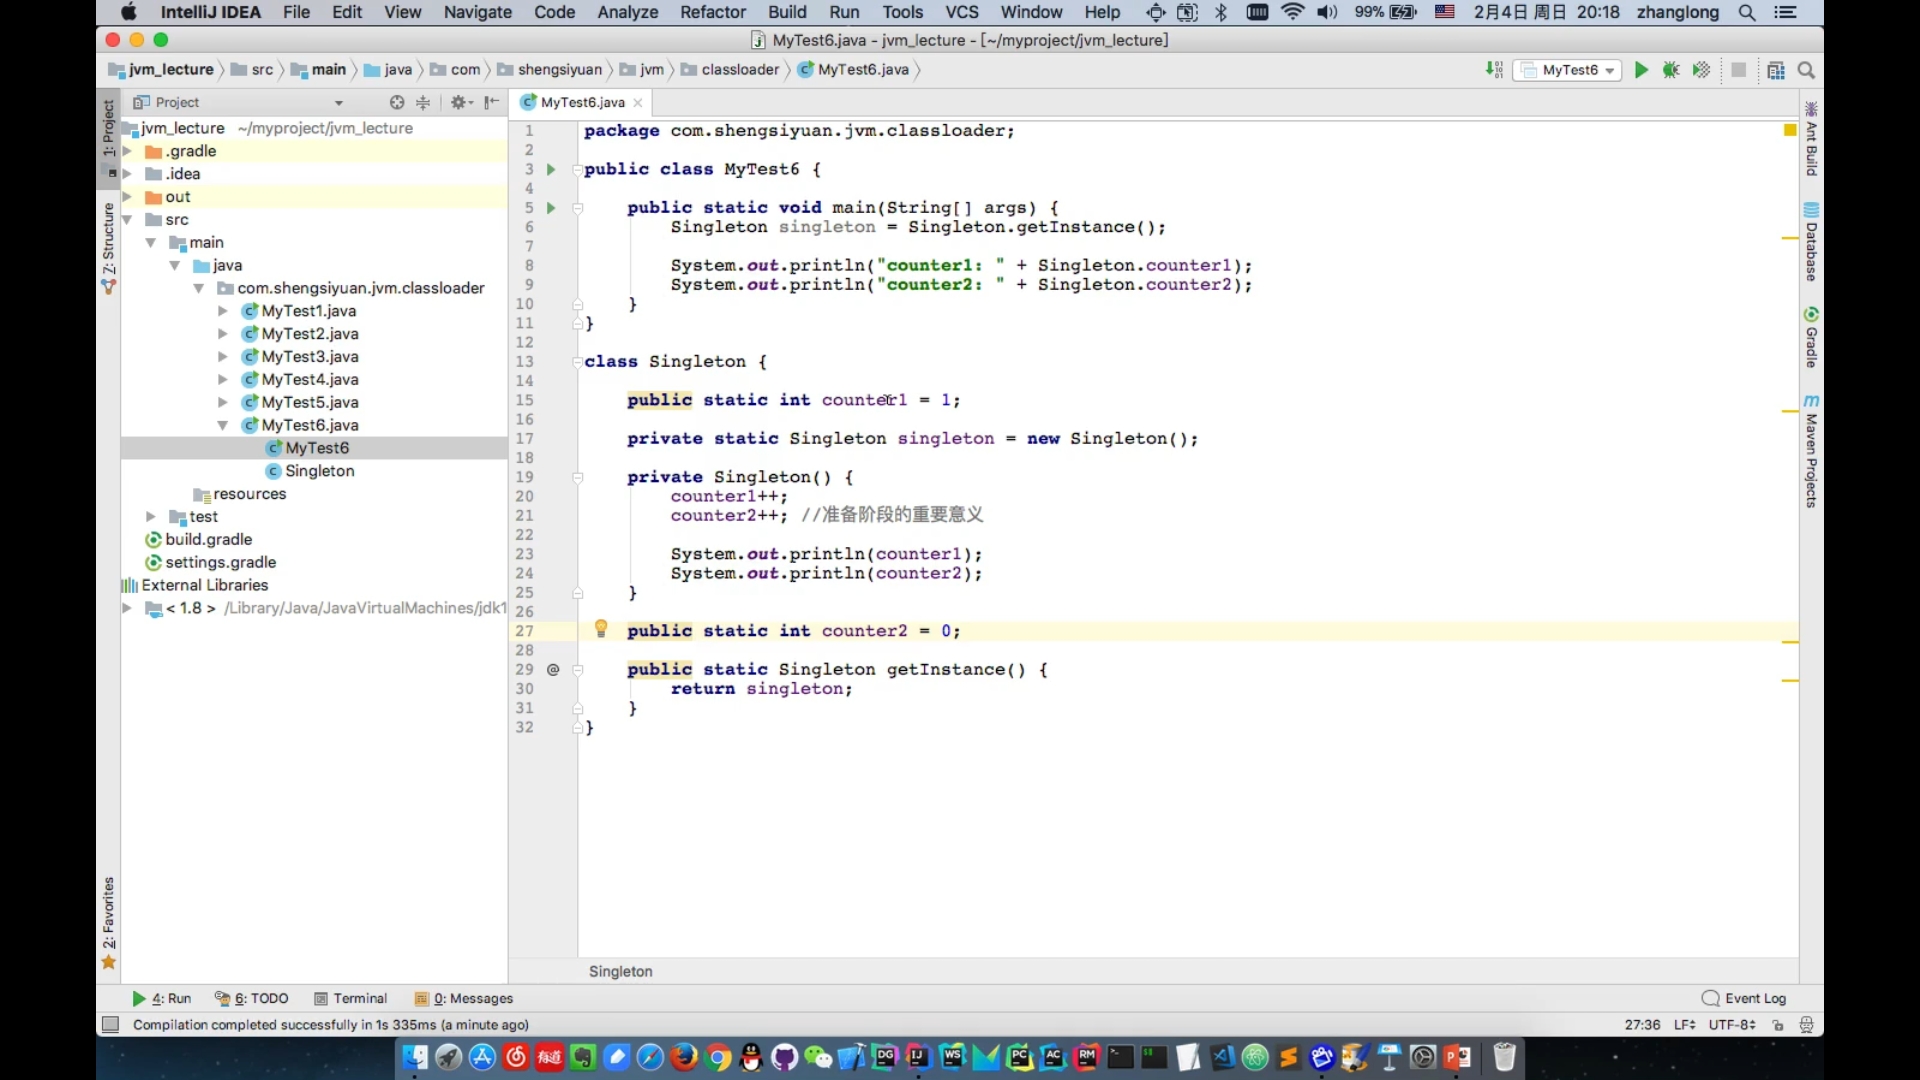 IntelliJ IDEA File Edit View Navigate Code Analyze Refactor Build Run Tools VCS Window Help 99% 2月4日 周日 20:18 zhanglong
MyTest6.java - jvm_lecture - [~/myproject/jvm_lecture]
jvm_lecture src main java com shengsiyuan jvm classloader MyTest6.java MyTest6
Project
MyTest6.java
1: Project
Z: Structure
2: Favorites
jvm_lecture ~/myproject/jvm_lecture
.gradle
.idea
out
src
main
java
com.shengsiyuan.jvm.classloader
MyTest1.java
MyTest2.java
MyTest3.java
MyTest4.java
MyTest5.java
MyTest6.java
MyTest6
Singleton
resources
test
build.gradle
settings.gradle
External Libraries
< 1.8 > /Library/Java/JavaVirtualMachines/jdk1
1 package com.shengsiyuan.jvm.classloader;
2
3 public class MyTest6 {
4
5 public static void main(String[] args) {
6 Singleton singleton = Singleton.getInstance();
7
8 System.out.println("counter1: " + Singleton.counter1);
9 System.out.println("counter2: " + Singleton.counter2);
10 }
11 }
12
13 class Singleton {
14
15 public static int counter1 = 1;
16
17 private static Singleton singleton = new Singleton();
18
19 private Singleton() {
20 counter1++;
21 counter2++; //准备阶段的重要意义
22
23 System.out.println(counter1);
24 System.out.println(counter2);
25 }
26
27 public static int counter2 = 0;
28
29 @ public static Singleton getInstance() {
30 return singleton;
31 }
32 }
Singleton
Ant Build
Database
Gradle
Maven Projects
4: Run 6: TODO Terminal 0: Messages Event Log
Compilation completed successfully in 1s 335ms (a minute ago) 27:36 LF UTF-8
有道 DG IJ WS PC AC RM P